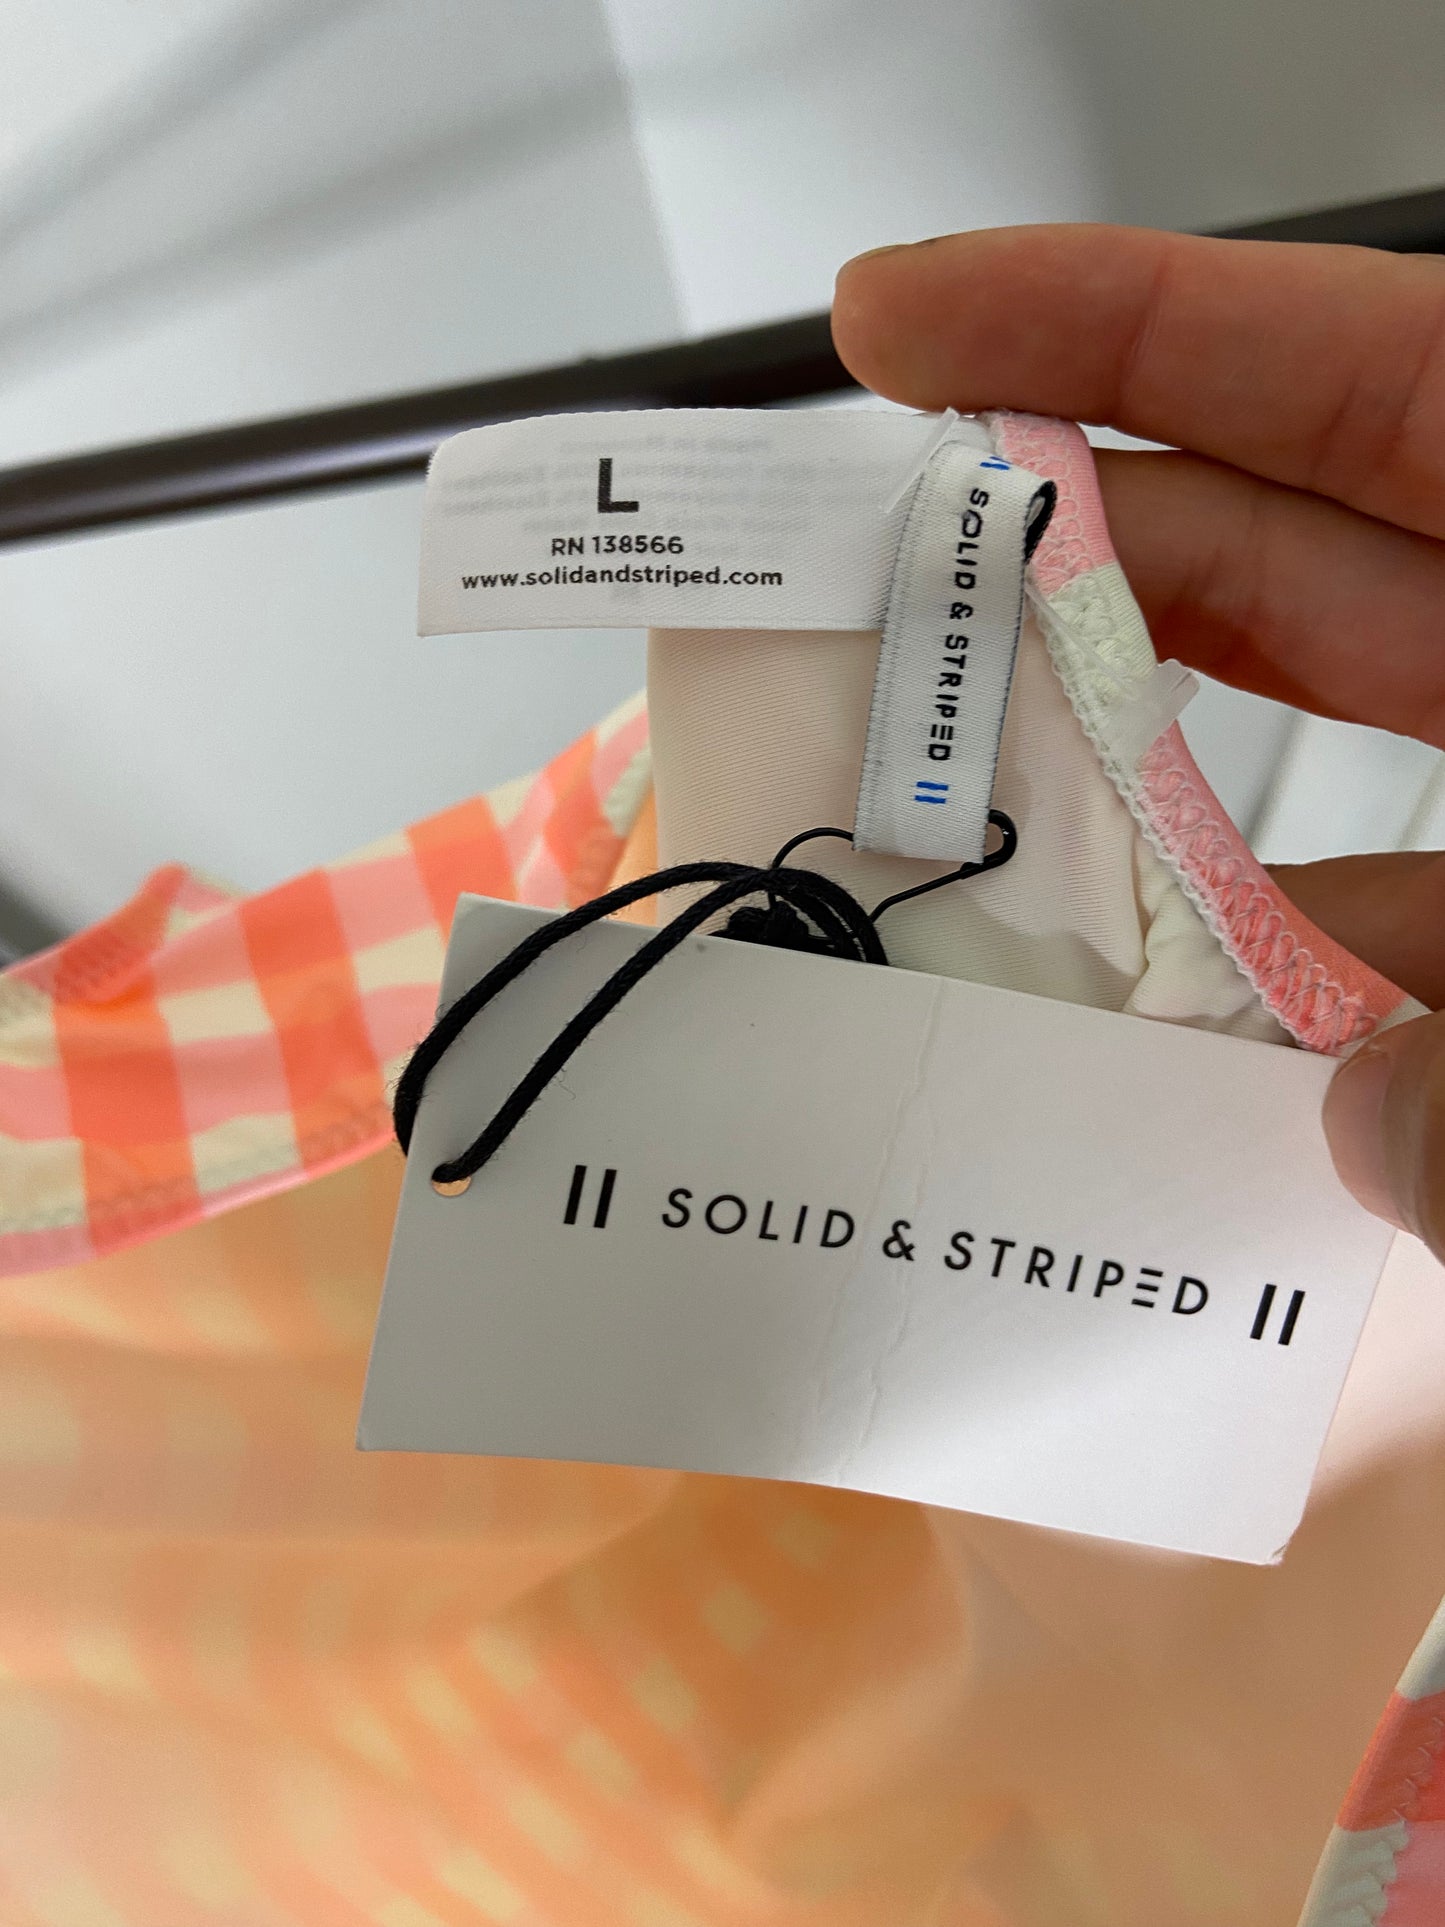 L
RN 138566
www.solidandstriped.com
SOLID & STRIPED
SOLID & STRIPED